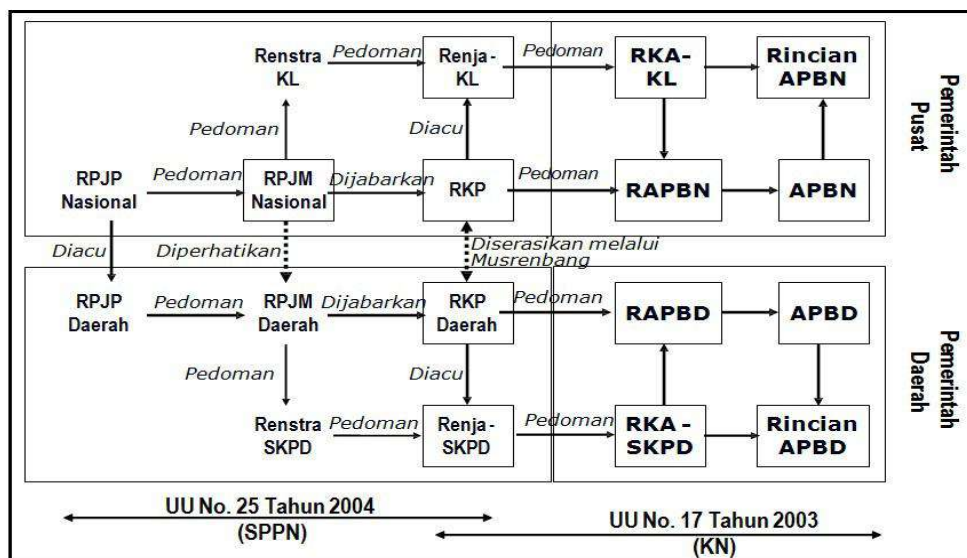 Renstra
KL
Pedoman
Renja -
KL
Pedoman
RKA-
KL
Rincian
APBN
Pedoman
Diacu
RPJP
Nasional
Pedoman
RPJM
Nasional
Dijabarkan
RKP
Pedoman
RAPBN
APBN
Pemerintah
Pusat
Diacu
Diperhatikan
Diserasikan melalui
Musrenbang
RPJP
Daerah
Pedoman
RPJM
Daerah
Dijabarkan
RKP
Daerah
Pedoman
RAPBD
APBD
Pedoman
Diacu
Renstra
SKPD
Pedoman
Renja-
SKPD
Pedoman
RKA -
SKPD
Rincian
APBD
Pemerintah
Daerah
UU No. 25 Tahun 2004
(SPPN)
UU No. 17 Tahun 2003
(KN)